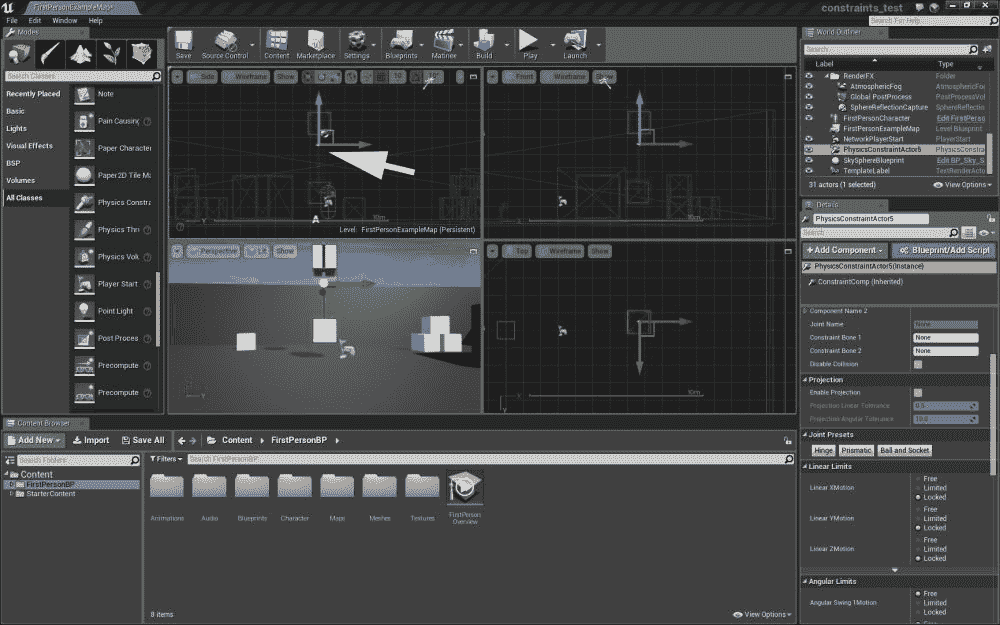 FirstPersonExampleMap*
constraints_test
File Edit Window Help
Search For Help
Modes
Search Classes
Recently Placed
Basic
Lights
Visual Effects
BSP
Volumes
All Classes
Note
Pain Causing
Paper Character
Paper2D Tile Ma
Physics Constra
Physics Thru
Physics Volu
Player Start
Point Light
Post Proces
Precompute
Precompute
Save
Source Control
Content
Marketplace
Settings
Blueprints
Matinee
Build
Play
Launch
Side Wireframe Show 10 10°
Front Wireframe Show
10m
Level: FirstPersonExampleMap (Persistent)
10m
Perspective Lit Show
Top Wireframe Show
10m
World Outliner
Search
Label Type
RenderFX Folder
AtmosphericFog AtmosphericFo
Global PostProcess PostProcessVol
SphereReflectionCapture SphereReflectio
FirstPersonCharacter Edit FirstPerso
FirstPersonExampleMap Level Blueprint
NetworkPlayerStart PlayerStart
PhysicsConstraintActor5 PhysicsConstra
SkySphereBlueprint Edit BP_Sky_S
TemplateLabel TextRenderActo
31 actors (1 selected) View Options
Details
PhysicsConstraintActor5
Search
Add Component Blueprint/Add Script
PhysicsConstraintActor5(Instance)
ConstraintComp (Inherited)
Component Name 2
Joint Name None
Constraint Bone 1 None
Constraint Bone 2 None
Disable Collision
Projection
Enable Projection
Projection Linear Tolerance 0.5
Projection Angular Tolerance 10.0
Joint Presets
Hinge Prismatic Ball and Socket
Linear Limits
Linear XMotion
Free
Limited
Locked
Linear YMotion
Free
Limited
Locked
Linear ZMotion
Free
Limited
Locked
Angular Limits
Angular Swing 1Motion
Free
Limited
Locked
Content Browser
Add New Import Save All Content FirstPersonBP
Search Folders
Filters Search FirstPersonBP
Content
FirstPersonBP
StarterContent
Animations
Audio
Blueprints
Character
Maps
Meshes
Textures
FirstPerson
Overview
8 items
View Options